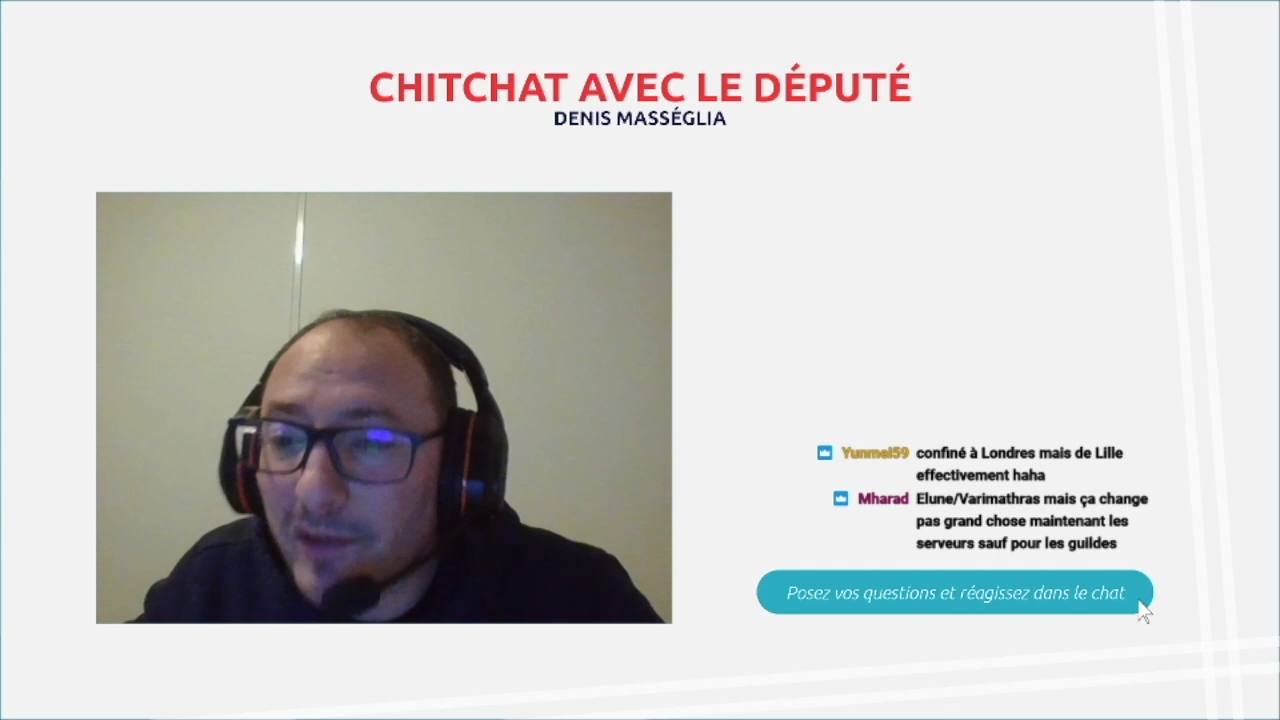 CHITCHAT AVEC LE DÉPUTÉ
DENIS MASSÉGLIA
Yunmei59 confiné à Londres mais de Lille
effectivement haha
Mharad Elune/Varimathras mais ça change
pas grand chose maintenant les
serveurs sauf pour les guildes
Posez vos questions et réagissez dans le chat